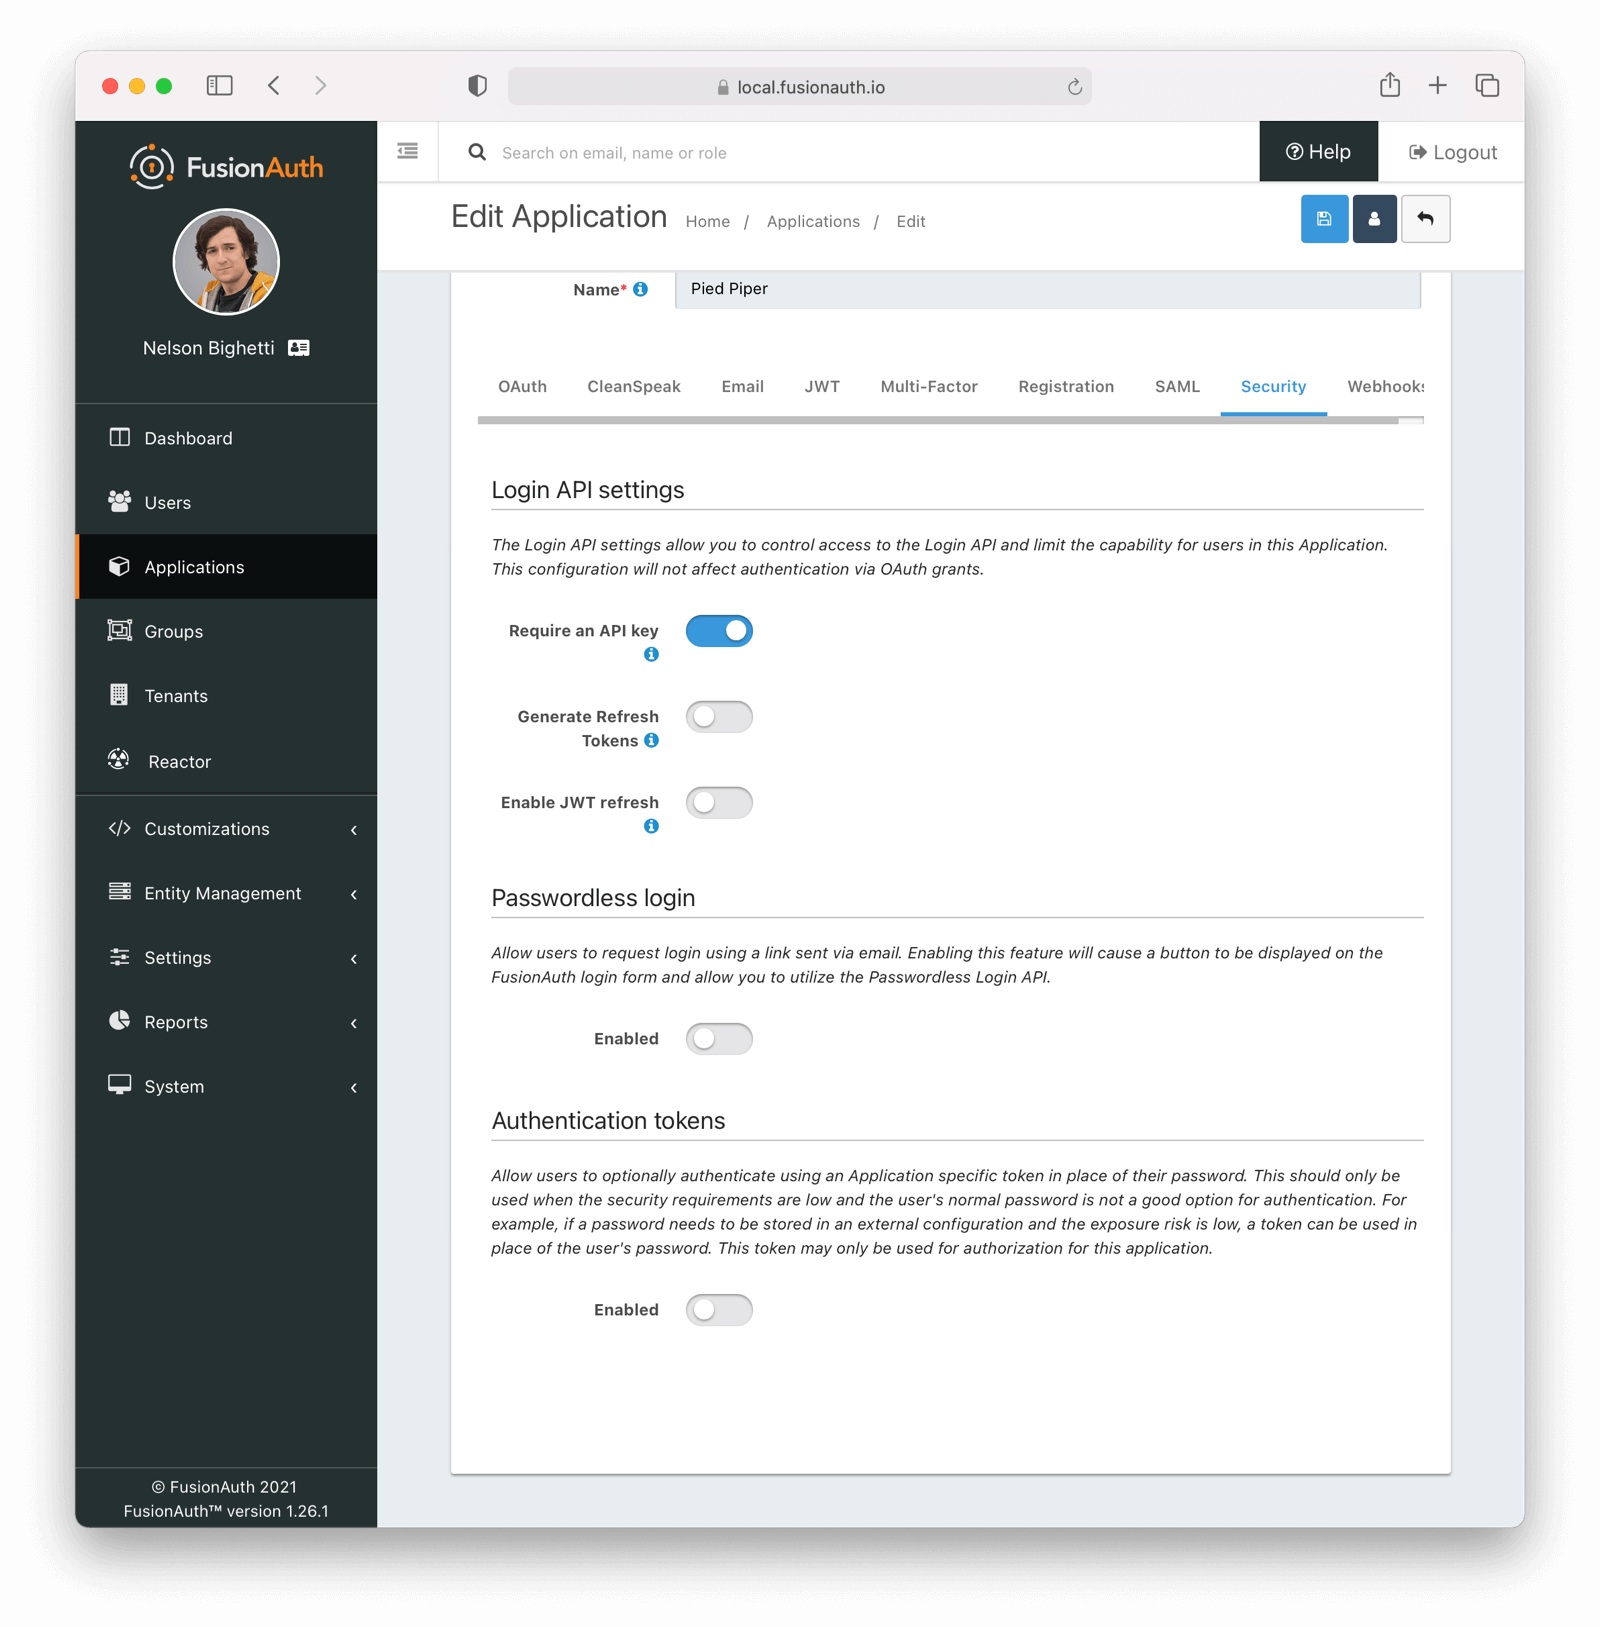 local.fusionauth.io
FusionAuth
Search on email, name or role
Help
Logout
Edit Application
Home / Applications / Edit
Nelson Bighetti
Dashboard
Users
Applications
Groups
Tenants
Reactor
Customizations
Entity Management
Settings
Reports
System
© FusionAuth 2021
FusionAuth™ version 1.26.1
Name*
Pied Piper
OAuth CleanSpeak Email JWT Multi-Factor Registration SAML Security Webhooks
Login API settings
The Login API settings allow you to control access to the Login API and limit the capability for users in this Application.
This configuration will not affect authentication via OAuth grants.
Require an API key
Generate Refresh
Tokens
Enable JWT refresh
Passwordless login
Allow users to request login using a link sent via email. Enabling this feature will cause a button to be displayed on the
FusionAuth login form and allow you to utilize the Passwordless Login API.
Enabled
Authentication tokens
Allow users to optionally authenticate using an Application specific token in place of their password. This should only be
used when the security requirements are low and the user's normal password is not a good option for authentication. For
example, if a password needs to be stored in an external configuration and the exposure risk is low, a token can be used in
place of the user's password. This token may only be used for authorization for this application.
Enabled